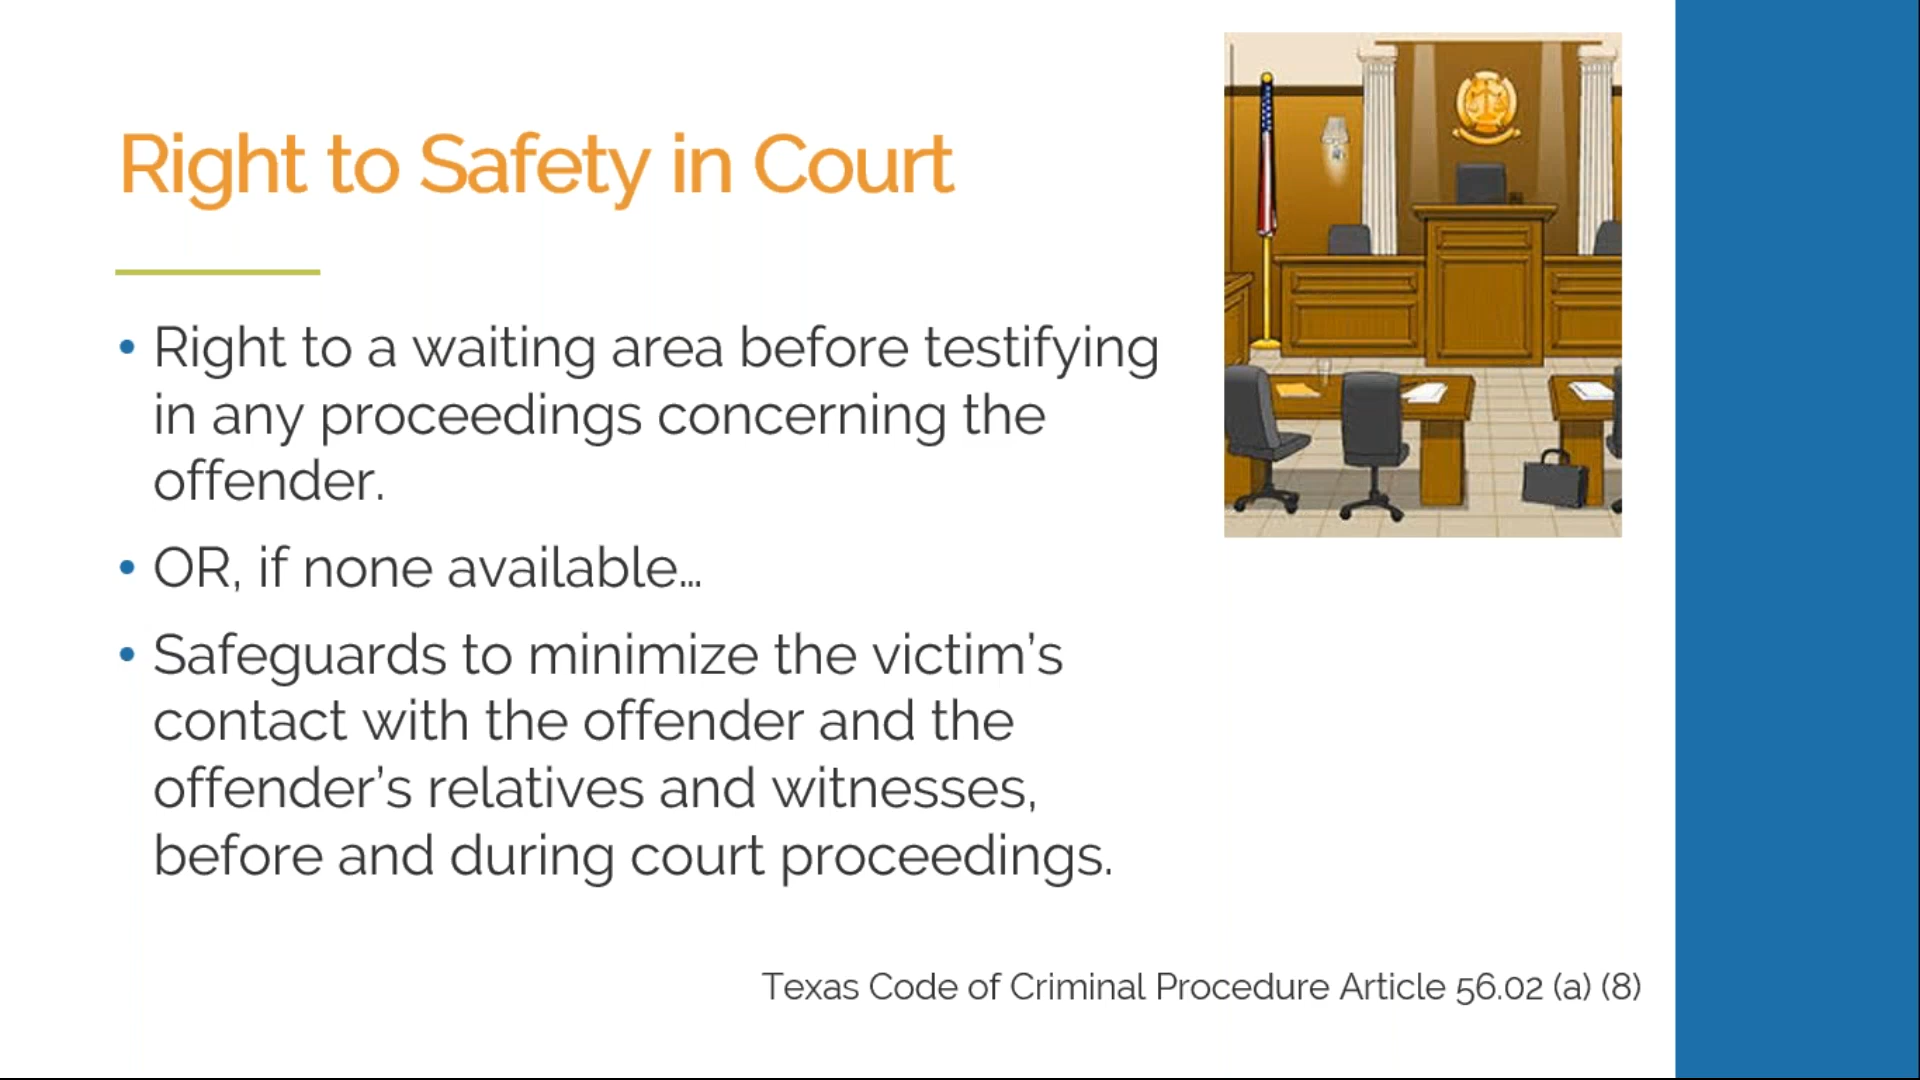 Right to Safety in Court
• Right to a waiting area before testifying
in any proceedings concerning the
offender.
• OR, if none available...
• Safeguards to minimize the victim’s
contact with the offender and the
offender’s relatives and witnesses,
before and during court proceedings.
Texas Code of Criminal Procedure Article 56.02 (a) (8)